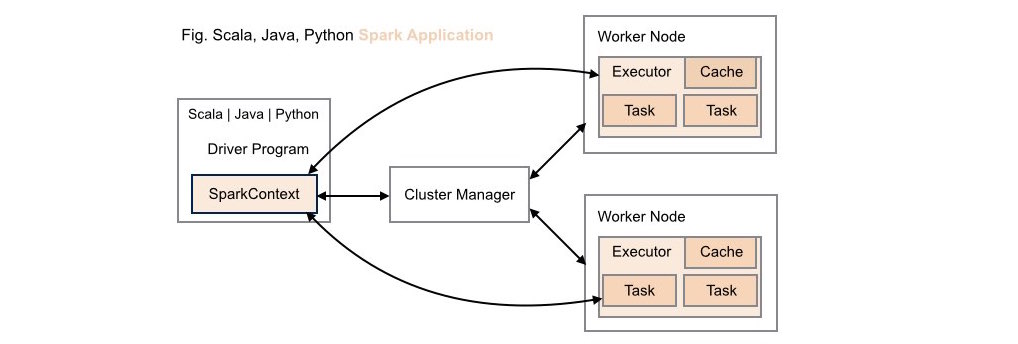 Fig. Scala, Java, Python Spark Application
Scala | Java | Python
Driver Program
SparkContext
Cluster Manager
Worker Node
Executor Cache
Task Task
Worker Node
Executor Cache
Task Task